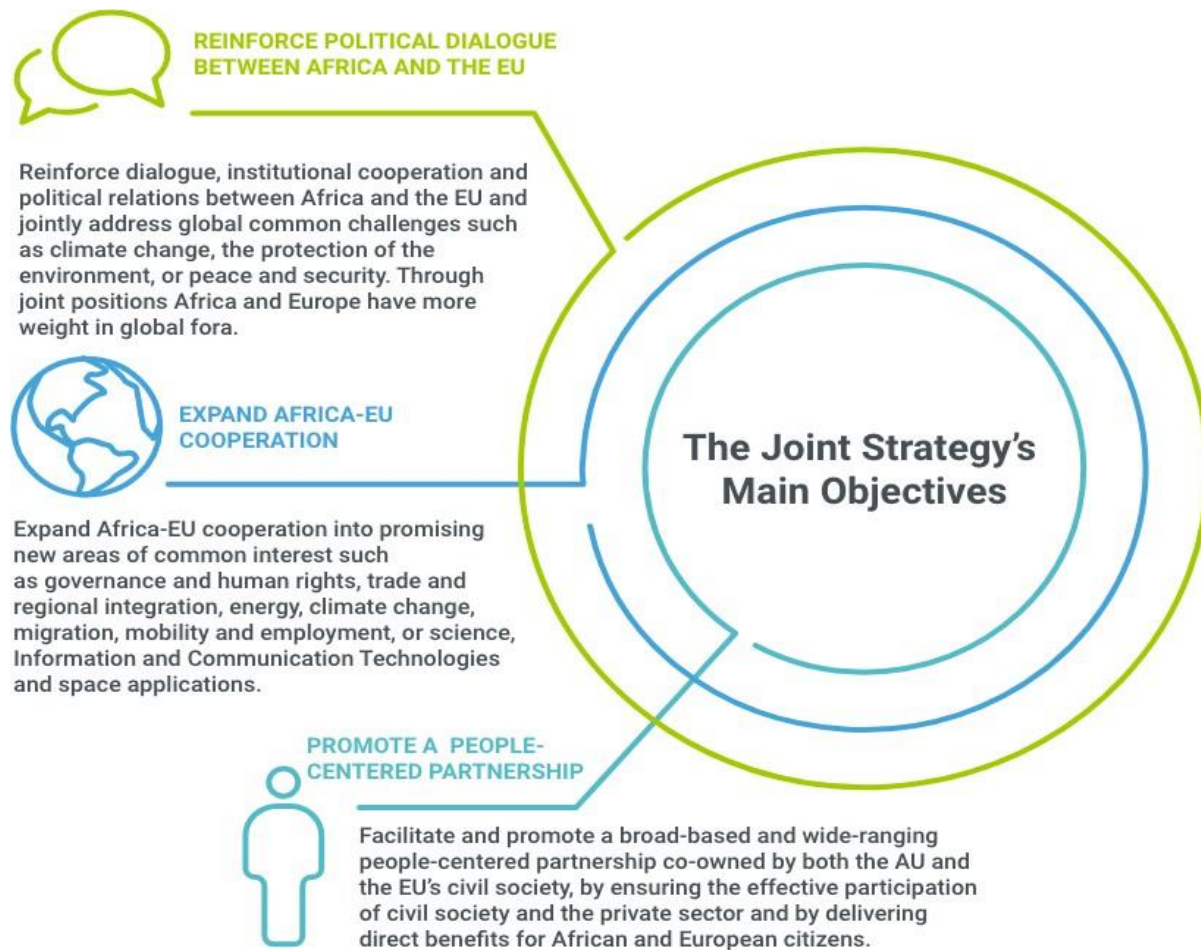 REINFORCE POLITICAL DIALOGUE
BETWEEN AFRICA AND THE EU
Reinforce dialogue, institutional cooperation and
political relations between Africa and the EU and
jointly address global common challenges such
as climate change, the protection of the
environment, or peace and security. Through
joint positions Africa and Europe have more
weight in global fora.
EXPAND AFRICA-EU
COOPERATION
Expand Africa-EU cooperation into promising
new areas of common interest such
as governance and human rights, trade and
regional integration, energy, climate change,
migration, mobility and employment, or science,
Information and Communication Technologies
and space applications.
The Joint Strategy's
Main Objectives
PROMOTE A PEOPLE-
CENTERED PARTNERSHIP
Facilitate and promote a broad-based and wide-ranging
people-centered partnership co-owned by both the AU and
the EU's civil society, by ensuring the effective participation
of civil society and the private sector and by delivering
direct benefits for African and European citizens.